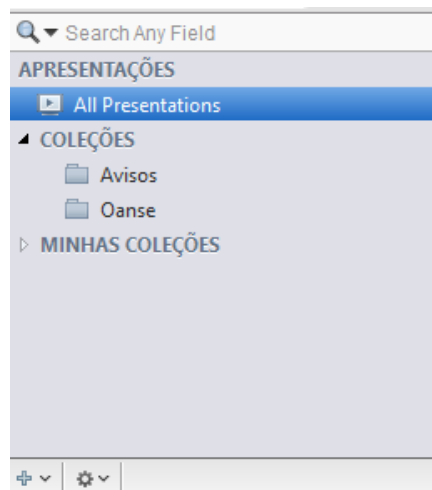 Search Any Field
APRESENTAÇÕES
All Presentations
COLEÇÕES
Avisos
Oanse
MINHAS COLEÇÕES